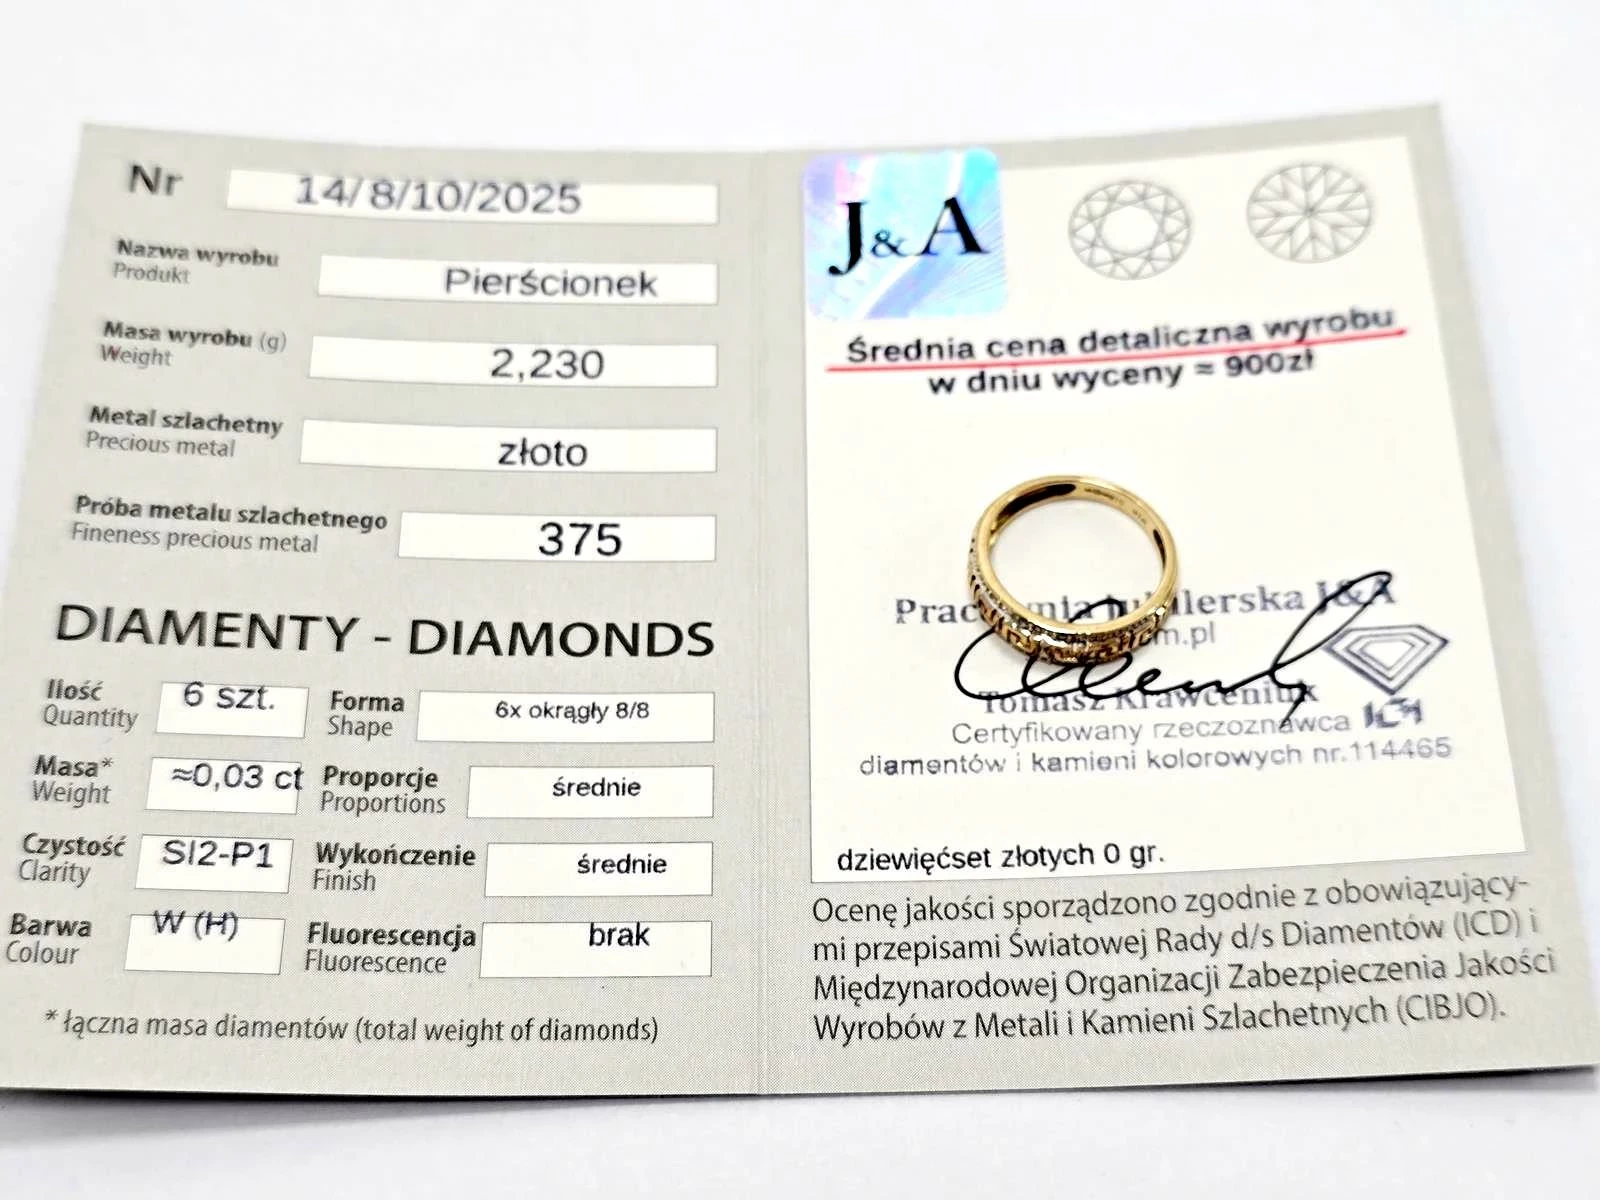 Nr 14/8/10/2025
Nazwa wyrobu
Produkt
Pierścionek
Masa wyrobu (g)
Weight
2,230
Metal szlachetny
Precious metal
złoto
Próba metalu szlachetnego
Fineness precious metal
375
DIAMENTY - DIAMONDS
Ilość
Quantity
6 szt.
Forma
Shape
6x okrągły 8/8
Masa*
Weight
≈0,03 ct
Proporcje
Proportions
średnie
Czystość
Clarity
SI2-P1
Wykończenie
Finish
średnie
Barwa
Colour
W (H)
Fluorescencja
Fluorescence
brak
* łączna masa diamentów (total weight of diamonds)
J&A
Średnia cena detaliczna wyrobu
w dniu wyceny ≈ 900zł
J&A
Tomasz Krawceniuk
Certyfikowany rzeczoznawca
diamentów i kamieni kolorowych nr.114465
dziewięćset złotych 0 gr.
Ocenę jakości sporządzono zgodnie z obowiązujący-
mi przepisami Światowej Rady d/s Diamentów (ICD) i
Międzynarodowej Organizacji Zabezpieczenia Jakości
Wyrobów z Metali i Kamieni Szlachetnych (CIBJO).